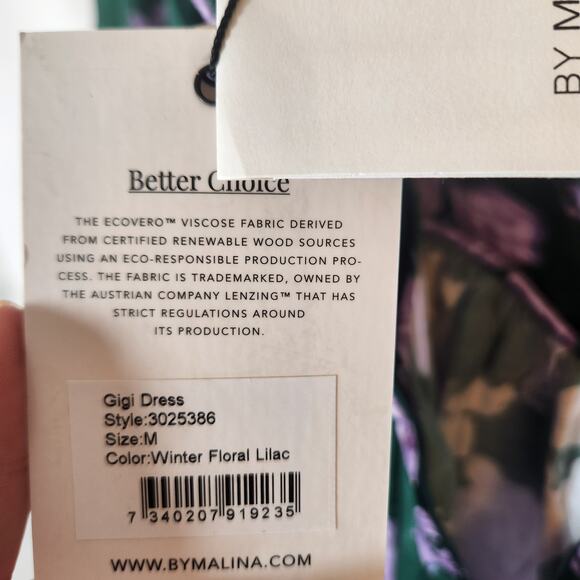 BY M
Better Choice
THE ECOVERO™ VISCOSE FABRIC DERIVED
FROM CERTIFIED RENEWABLE WOOD SOURCES
USING AN ECO-RESPONSIBLE PRODUCTION PRO-
CESS. THE FABRIC IS TRADEMARKED, OWNED BY
THE AUSTRIAN COMPANY LENZING™ THAT HAS
STRICT REGULATIONS AROUND
ITS PRODUCTION.
Gigi Dress
Style:3025386
Size:M
Color:Winter Floral Lilac
7 340207 919235
WWW.BYMALINA.COM